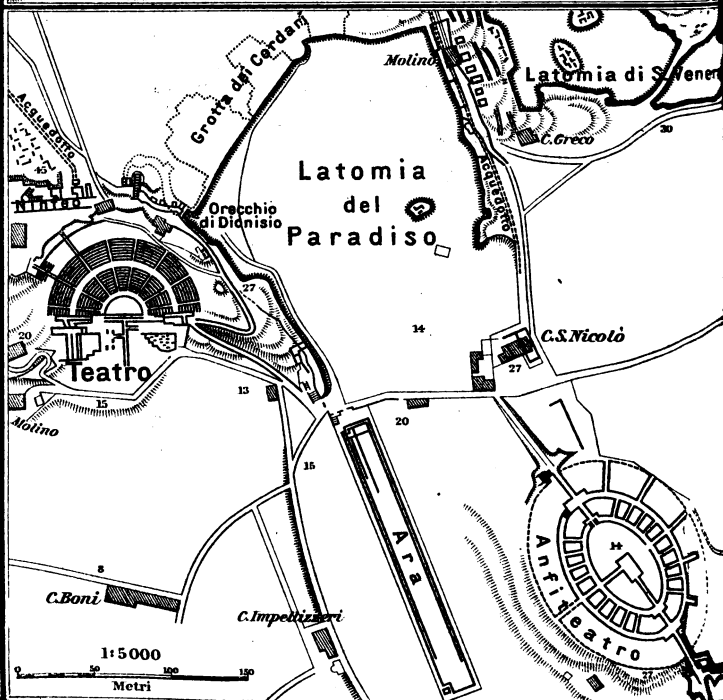 Molino
Latomia di S. Venera
Grotta dei Cordari
Acquedotto
45
C. Greco
30
Latomia
del
Paradiso
Acquedotto
Ninfeo
Orecchio
di Dionisio
27
20
14
C.S.Nicolò
27
Teatro
13
15
20
Molino
15
Ara
Anfiteatro
14
8
C.Boni
C.Impellizzeri
27
1:5000
0 50 100 150
Metri